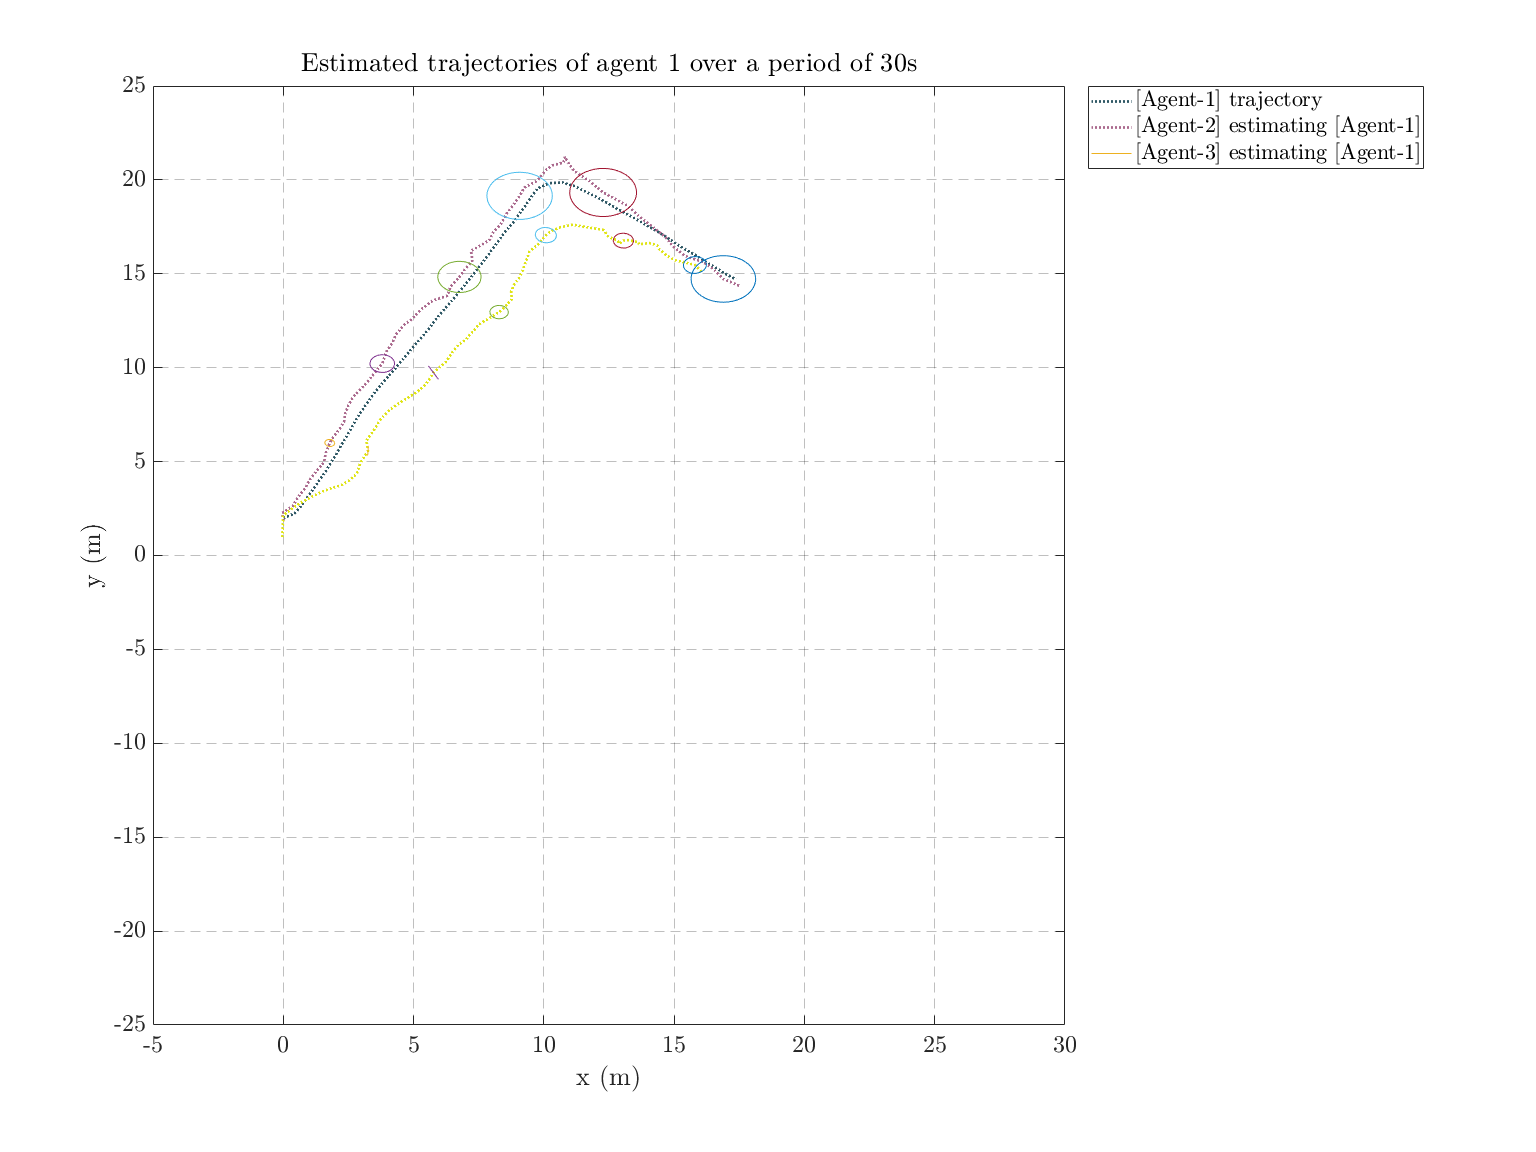 Estimated trajectories of agent 1 over a period of 30s
25
20
15
10
5
0
-5
-10
-15
-20
-25
y (m)
-5 0 5 10 15 20 25 30
x (m)
[Agent-1] trajectory
[Agent-2] estimating [Agent-1]
[Agent-3] estimating [Agent-1]